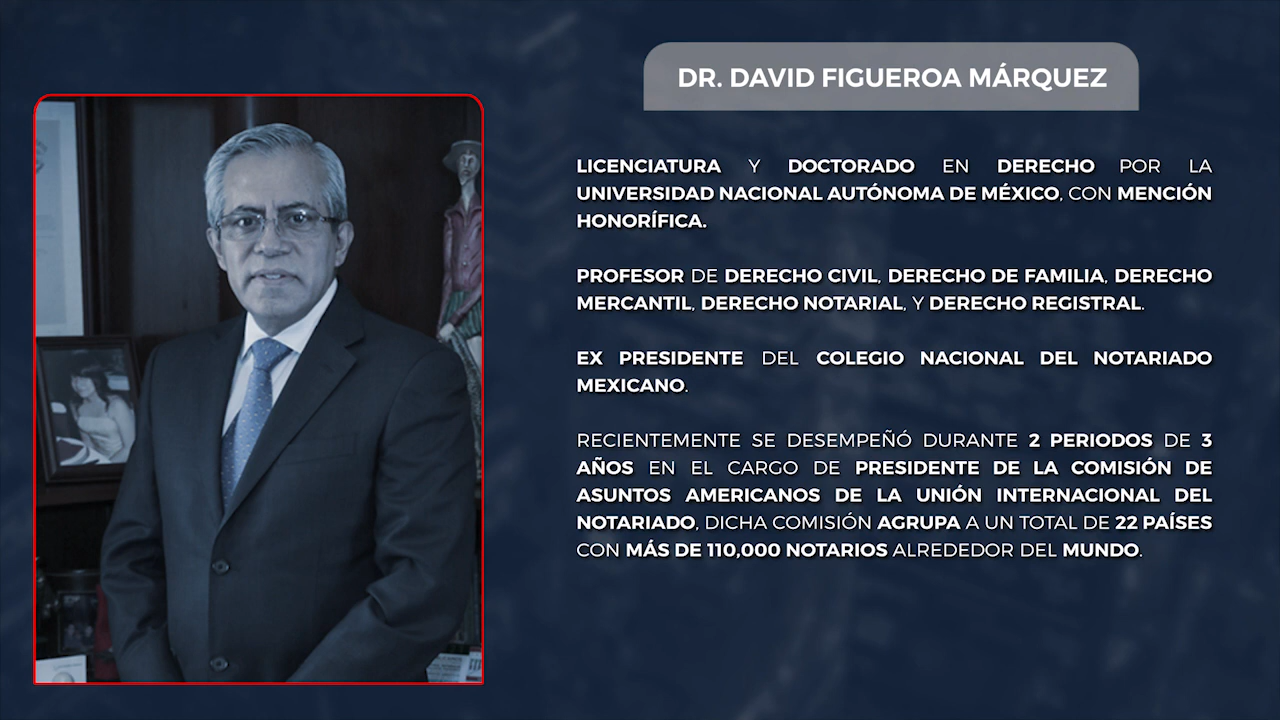 DR. DAVID FIGUEROA MÁRQUEZ
LICENCIATURA Y DOCTORADO EN DERECHO POR LA
UNIVERSIDAD NACIONAL AUTÓNOMA DE MÉXICO, CON MENCIÓN
HONORÍFICA.
PROFESOR DE DERECHO CIVIL, DERECHO DE FAMILIA, DERECHO
MERCANTIL, DERECHO NOTARIAL, Y DERECHO REGISTRAL.
EX PRESIDENTE DEL COLEGIO NACIONAL DEL NOTARIADO
MEXICANO.
RECIENTEMENTE SE DESEMPEÑÓ DURANTE 2 PERIODOS DE 3
AÑOS EN EL CARGO DE PRESIDENTE DE LA COMISIÓN DE
ASUNTOS AMERICANOS DE LA UNIÓN INTERNACIONAL DEL
NOTARIADO, DICHA COMISIÓN AGRUPA A UN TOTAL DE 22 PAÍSES
CON MÁS DE 110,000 NOTARIOS ALREDEDOR DEL MUNDO.